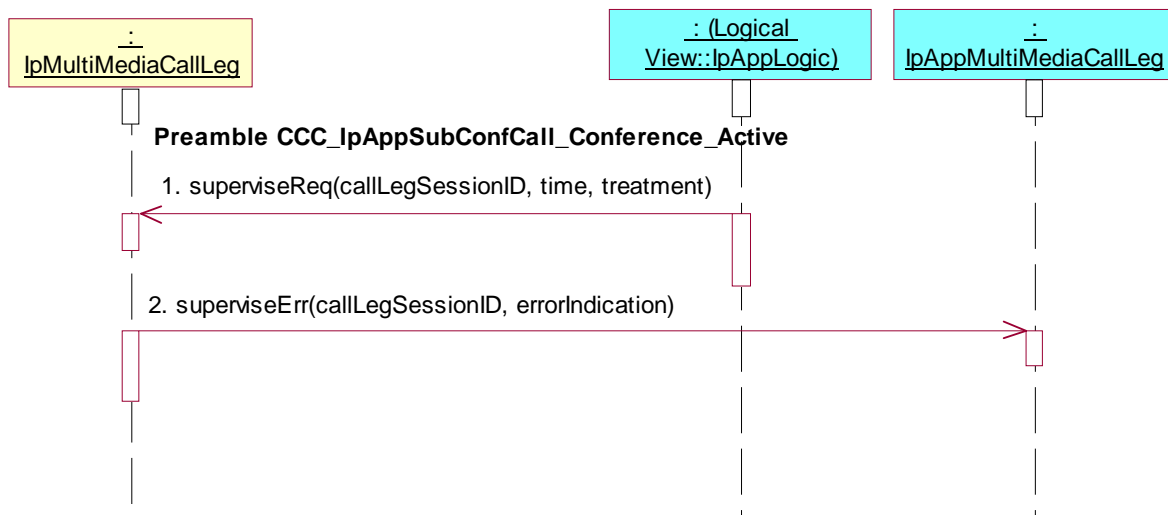 :
IpMultiMediaCallLeg
: (Logical
View::IpAppLogic)
:
IpAppMultiMediaCallLeg
Preamble CCC_IpAppSubConfCall_Conference_Active
1. superviseReq(callLegSessionID, time, treatment)
2. superviseErr(callLegSessionID, errorIndication)